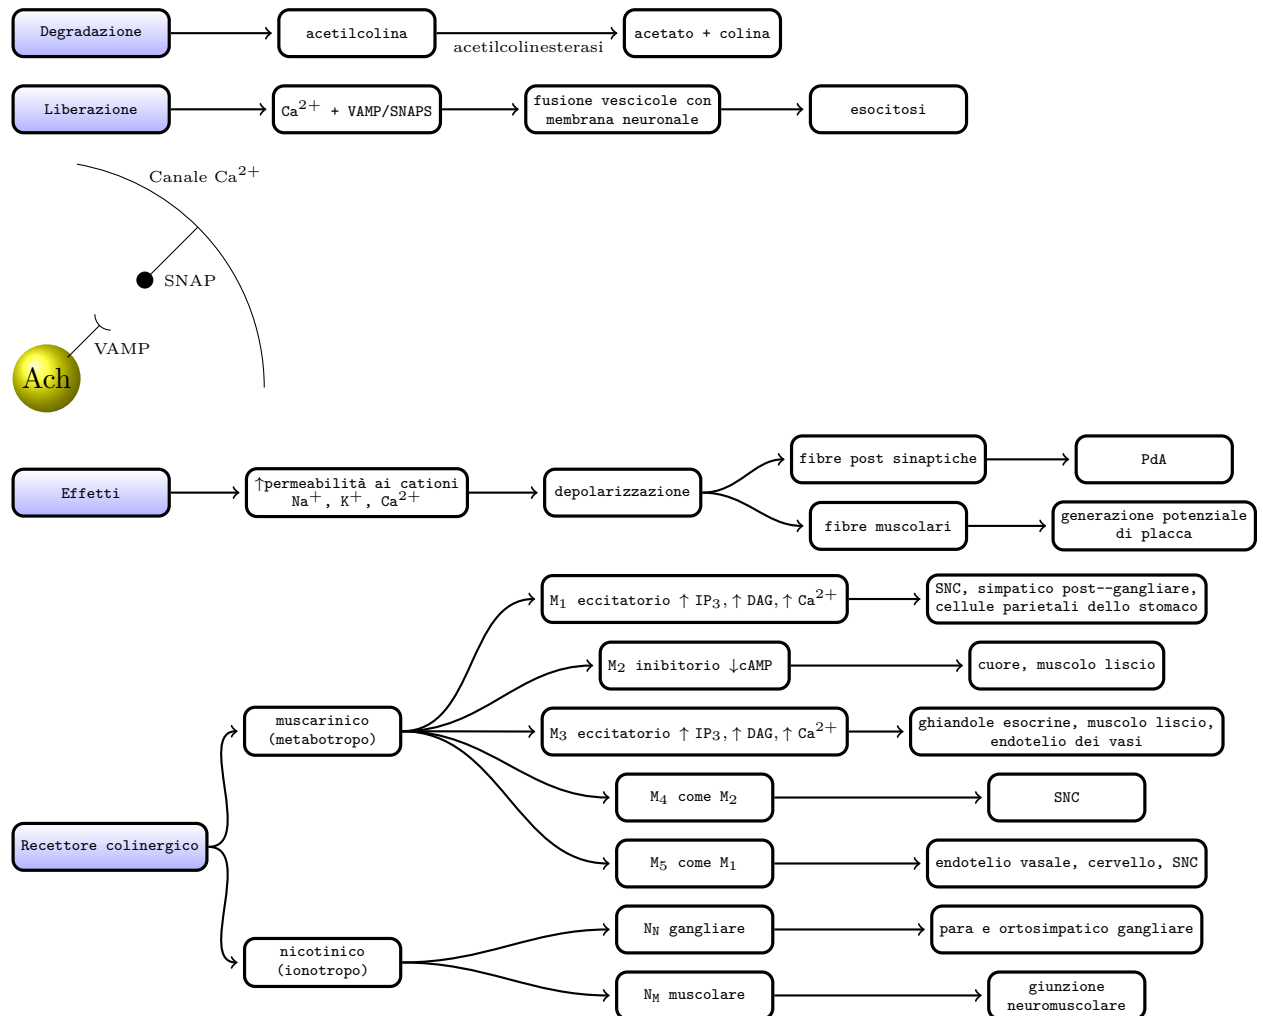 Degradazione
acetilcolina
acetilcolinesterasi
acetato + colina
Liberazione
Ca²⁺ + VAMP/SNAPS
fusione vescicole con
membrana neuronale
esocitosi
Canale Ca²⁺
SNAP
VAMP
Ach
Effetti
↑permeabilità ai cationi
Na⁺, K⁺, Ca²⁺
depolarizzazione
fibre post sinaptiche
PdA
fibre muscolari
generazione potenziale
di placca
Recettore colinergico
muscarinico
(metabotropo)
M₁ eccitatorio ↑ IP₃,↑ DAG,↑ Ca²⁺
SNC, simpatico post--gangliare,
cellule parietali dello stomaco
M₂ inibitorio ↓cAMP
cuore, muscolo liscio
M₃ eccitatorio ↑ IP₃,↑ DAG,↑ Ca²⁺
ghiandole esocrine, muscolo liscio,
endotelio dei vasi
M₄ come M₂
SNC
M₅ come M₁
endotelio vasale, cervello, SNC
nicotinico
(ionotropo)
N_N gangliare
para e ortosimpatico gangliare
N_M muscolare
giunzione
neuromuscolare